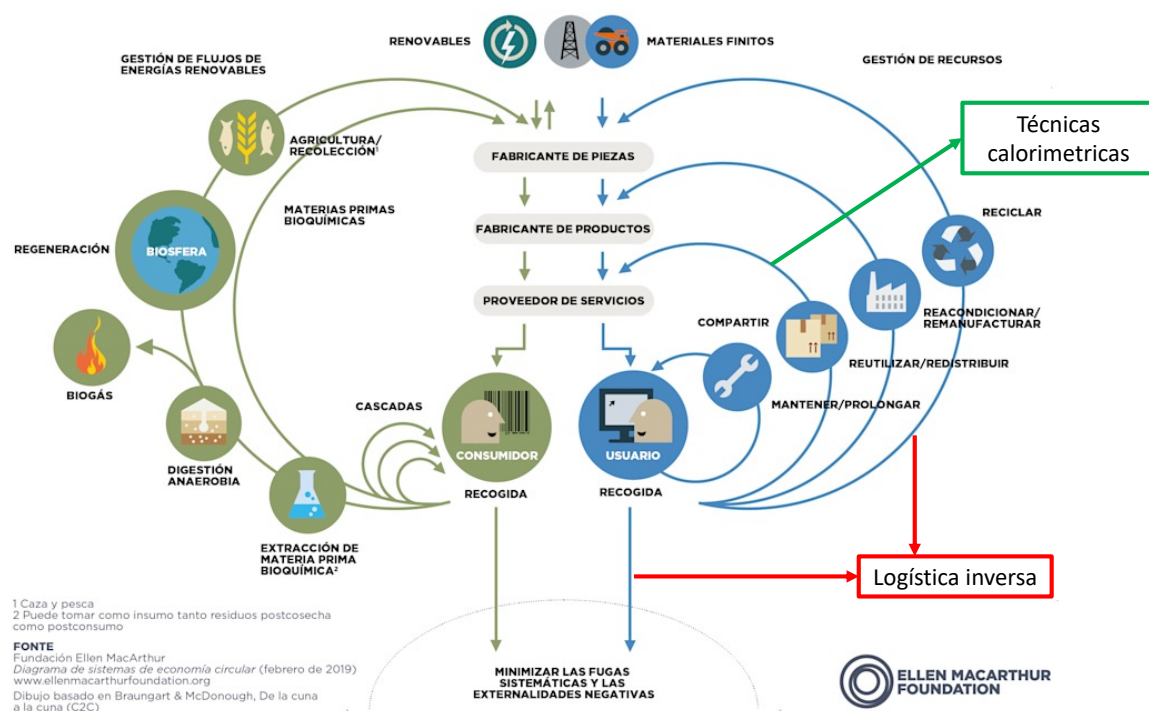 RENOVABLES
MATERIALES FINITOS
GESTIÓN DE FLUJOS DE
ENERGÍAS RENOVABLES
GESTIÓN DE RECURSOS
Técnicas
calorimetricas
AGRICULTURA/
RECOLECCIÓN¹
FABRICANTE DE PIEZAS
MATERIAS PRIMAS
BIOQUÍMICAS
RECICLAR
FABRICANTE DE PRODUCTOS
REGENERACIÓN
BIOSFERA
PROVEEDOR DE SERVICIOS
REACONDICIONAR/
REMANUFACTURAR
COMPARTIR
REUTILIZAR/REDISTRIBUIR
BIOGÁS
CASCADAS
MANTENER/PROLONGAR
CONSUMIDOR
USUARIO
DIGESTIÓN
ANAEROBIA
RECOGIDA
RECOGIDA
EXTRACCIÓN DE
MATERIA PRIMA
BIOQUÍMICA²
Logística inversa
1 Caza y pesca
2 Puede tomar como insumo tanto residuos postcosecha
como postconsumo
FONTE
Fundación Ellen MacArthur
Diagrama de sistemas de economía circular (febrero de 2019)
www.ellenmacarthurfoundation.org
Dibujo basado en Braungart & McDonough, De la cuna
a la cuna (C2C)
MINIMIZAR LAS FUGAS
SISTEMÁTICAS Y LAS
EXTERNALIDADES NEGATIVAS
ELLEN MACARTHUR
FOUNDATION